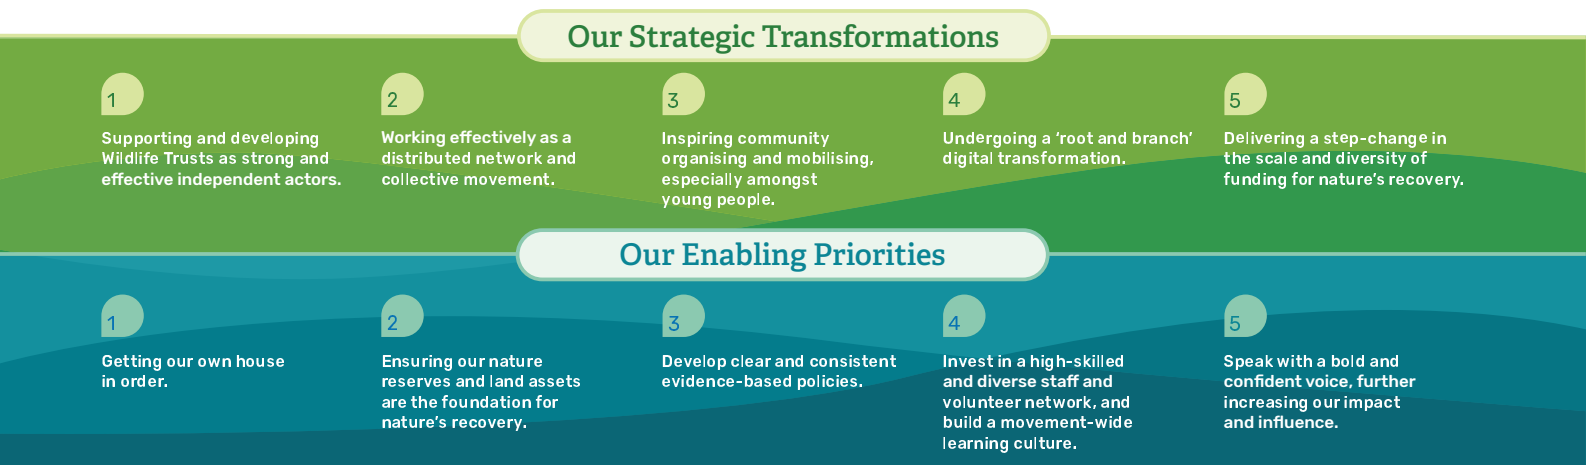 Our Strategic Transformations
1
Supporting and developing
Wildlife Trusts as strong and
effective independent actors.
2
Working effectively as a
distributed network and
collective movement.
3
Inspiring community
organising and mobilising,
especially amongst
young people.
4
Undergoing a ‘root and branch’
digital transformation.
5
Delivering a step-change in
the scale and diversity of
funding for nature’s recovery.
Our Enabling Priorities
1
Getting our own house
in order.
2
Ensuring our nature
reserves and land assets
are the foundation for
nature’s recovery.
3
Develop clear and consistent
evidence-based policies.
4
Invest in a high-skilled
and diverse staff and
volunteer network, and
build a movement-wide
learning culture.
5
Speak with a bold and
confident voice, further
increasing our impact
and influence.